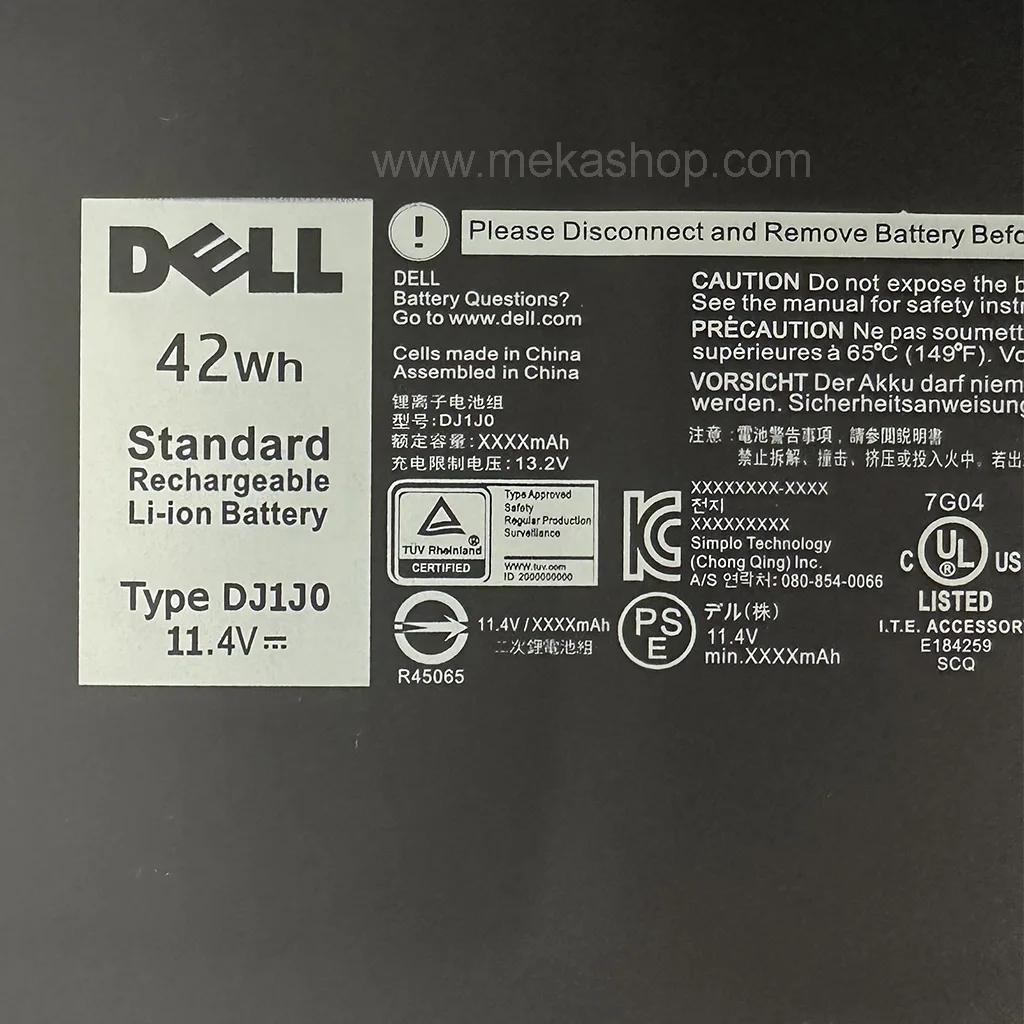 www.mekashop.com
DELL
42Wh
Standard
Rechargeable
Li-ion Battery
Type DJ1J0
11.4V
!
Please Disconnect and Remove Battery Befo
DELL
Battery Questions?
Go to www.dell.com
Cells made in China
Assembled in China
锂离子电池组
型号:DJ1J0
额定容量:XXXXmAh
充电限制电压:13.2V
CAUTION Do not expose the b
See the manual for safety instr
PRÉCAUTION Ne pas soumett
supérieures à 65°C (149°F). Vo
VORSICHT Der Akku darf niem
werden. Sicherheitsanweisung
注意:電池警告事項,請參閱說明書
禁止拆解、撞击、挤压或投入火中。若出
TÜV Rheinland
CERTIFIED
Type Approved
Safety
Regular Production
Surveillance
www.tuv.com
ID 2000000000
XXXXXXXX-XXXX
전지
XXXXXXXXX
Simplo Technology
(Chong Qing) Inc.
A/S 연락처: 080-854-0066
7G04
C UL US
®
LISTED
I.T.E. ACCESSOR
E184259
SCQ
11.4V / XXXXmAh
二次鋰電池組
R45065
PS
E
デル(株)
11.4V
min.XXXXmAh